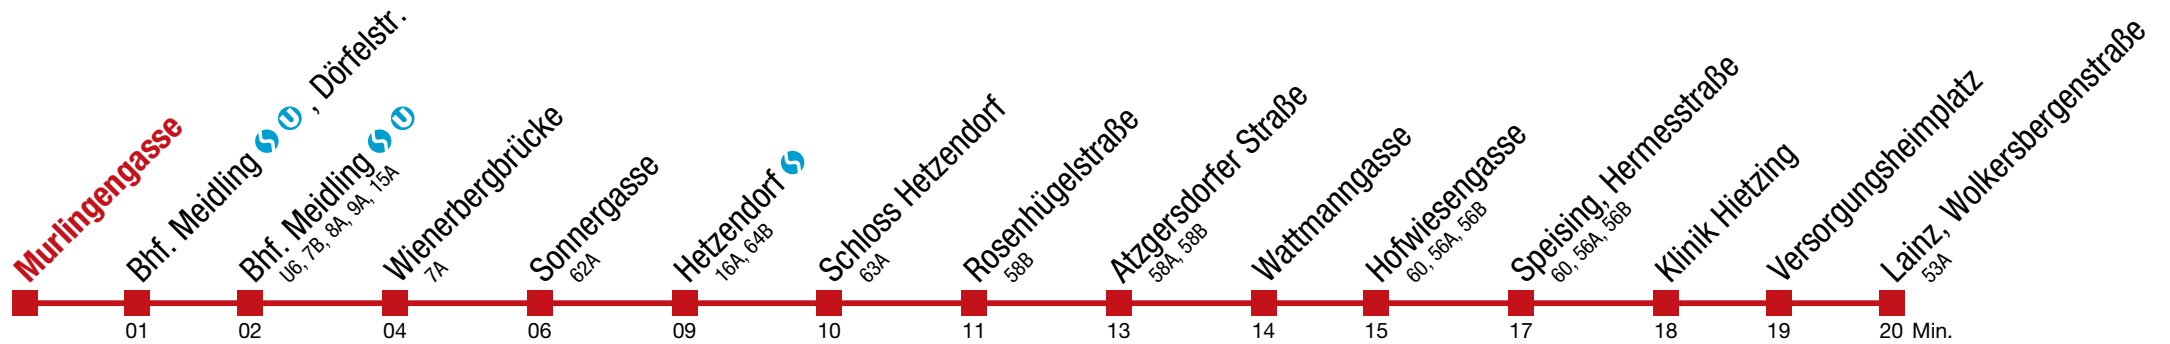 Murlingengasse
Bhf. Meidling S U , Dörfelstr.
Bhf. Meidling S U
U6, 7B, 8A, 9A, 15A
Wienerbergbrücke
7A
Sonnergasse
62A
Hetzendorf S
16A, 64B
Schloss Hetzendorf
63A
Rosenhügelstraße
58B
Atzgersdorfer Straße
58A, 58B
Wattmanngasse
Hofwiesengasse
60, 56A, 56B
Speising, Hermesstraße
60, 56A, 56B
Klinik Hietzing
Versorgungsheimplatz
Lainz, Wolkersbergenstraße
53A
01 02 04 06 09 10 11 13 14 15 17 18 19 20 Min.